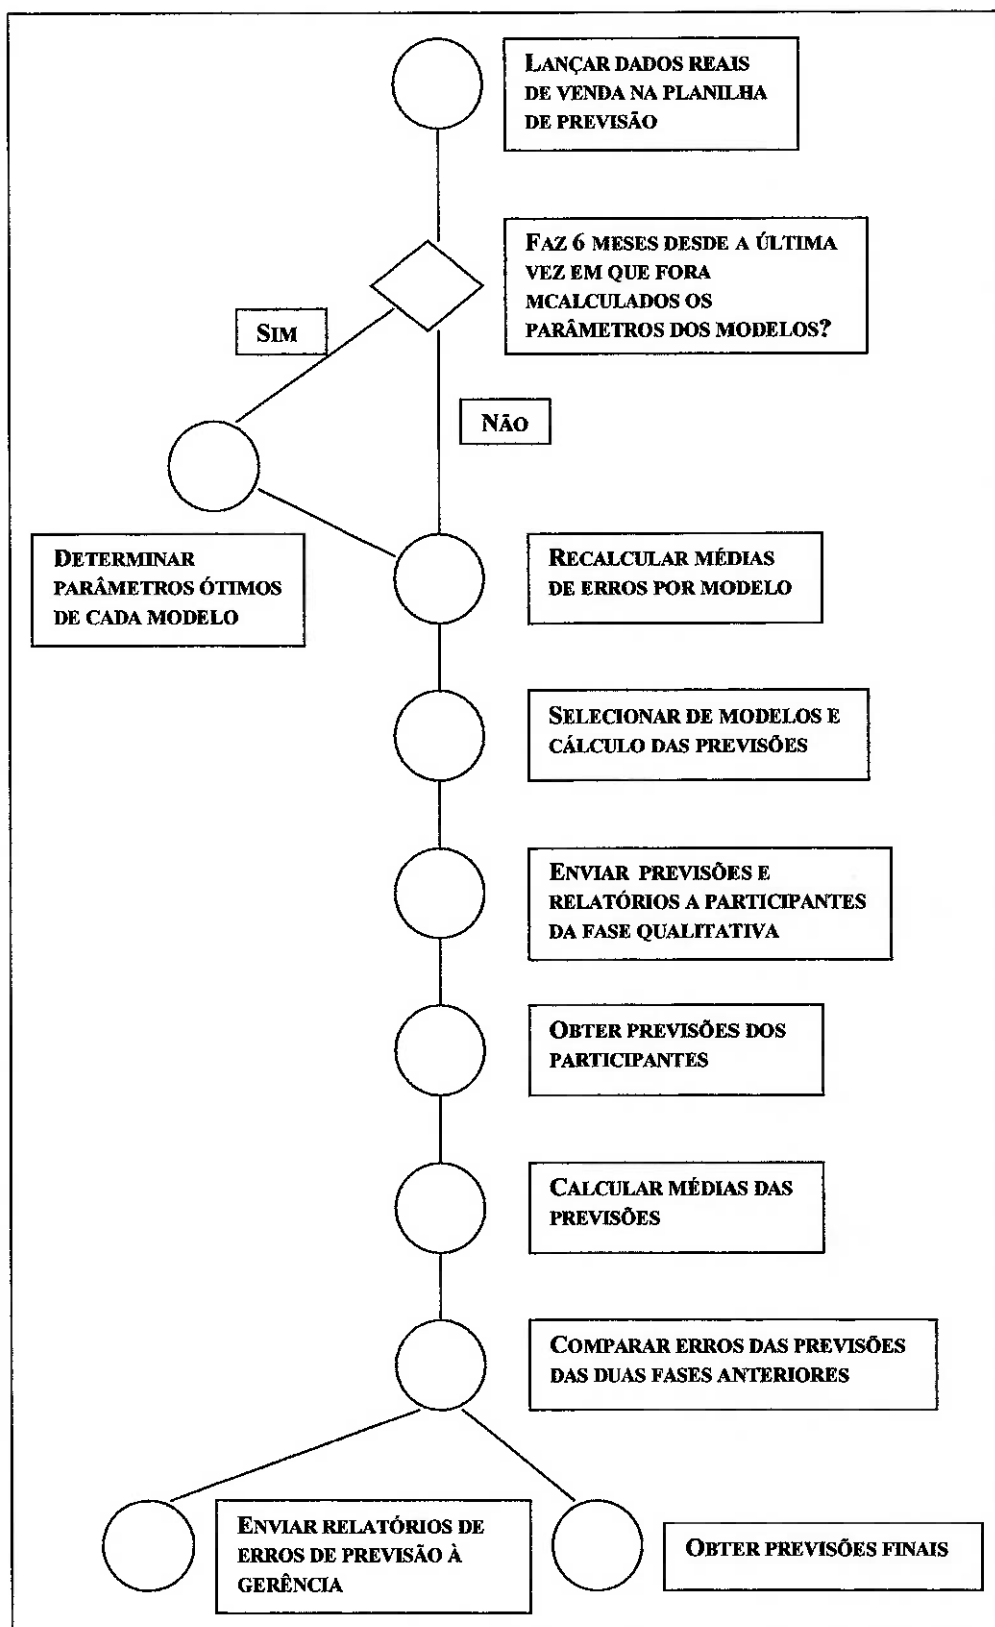 LANÇAR DADOS REAIS
DE VENDA NA PLANILHA
DE PREVISÃO
FAZ 6 MESES DESDE A ÚLTIMA
VEZ EM QUE FORA
MCALCULADOS OS
PARÂMETROS DOS MODELOS?
SIM
NÃO
DETERMINAR
PARÂMETROS ÓTIMOS
DE CADA MODELO
RECALCULAR MÉDIAS
DE ERROS POR MODELO
SELECIONAR DE MODELOS E
CÁLCULO DAS PREVISÕES
ENVIAR PREVISÕES E
RELATÓRIOS A PARTICIPANTES
DA FASE QUALITATIVA
OBTER PREVISÕES DOS
PARTICIPANTES
CALCULAR MÉDIAS DAS
PREVISÕES
COMPARAR ERROS DAS PREVISÕES
DAS DUAS FASES ANTERIORES
ENVIAR RELATÓRIOS DE
ERROS DE PREVISÃO À
GERÊNCIA
OBTER PREVISÕES FINAIS